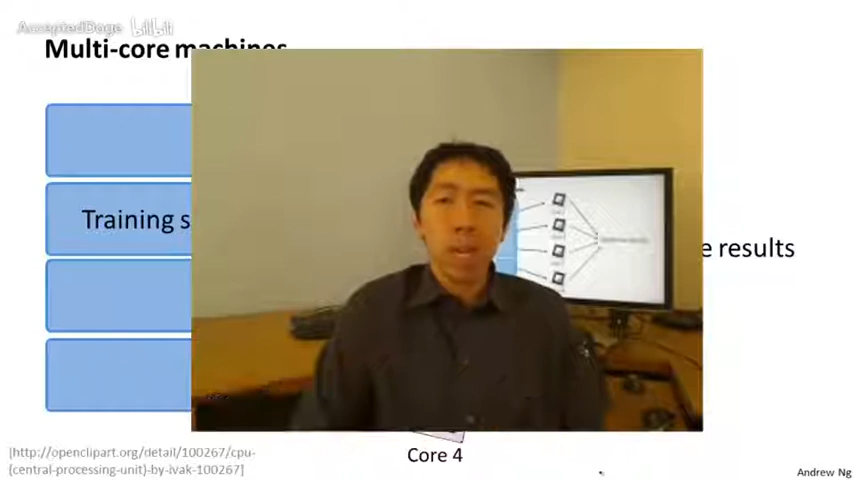 AcceptedDoge bilibili
Multi-core machines
Training s
e results
Core 4
[http://openclipart.org/detail/100267/cpu-
(central-processing-unit)-by-ivak-100267]
Andrew Ng